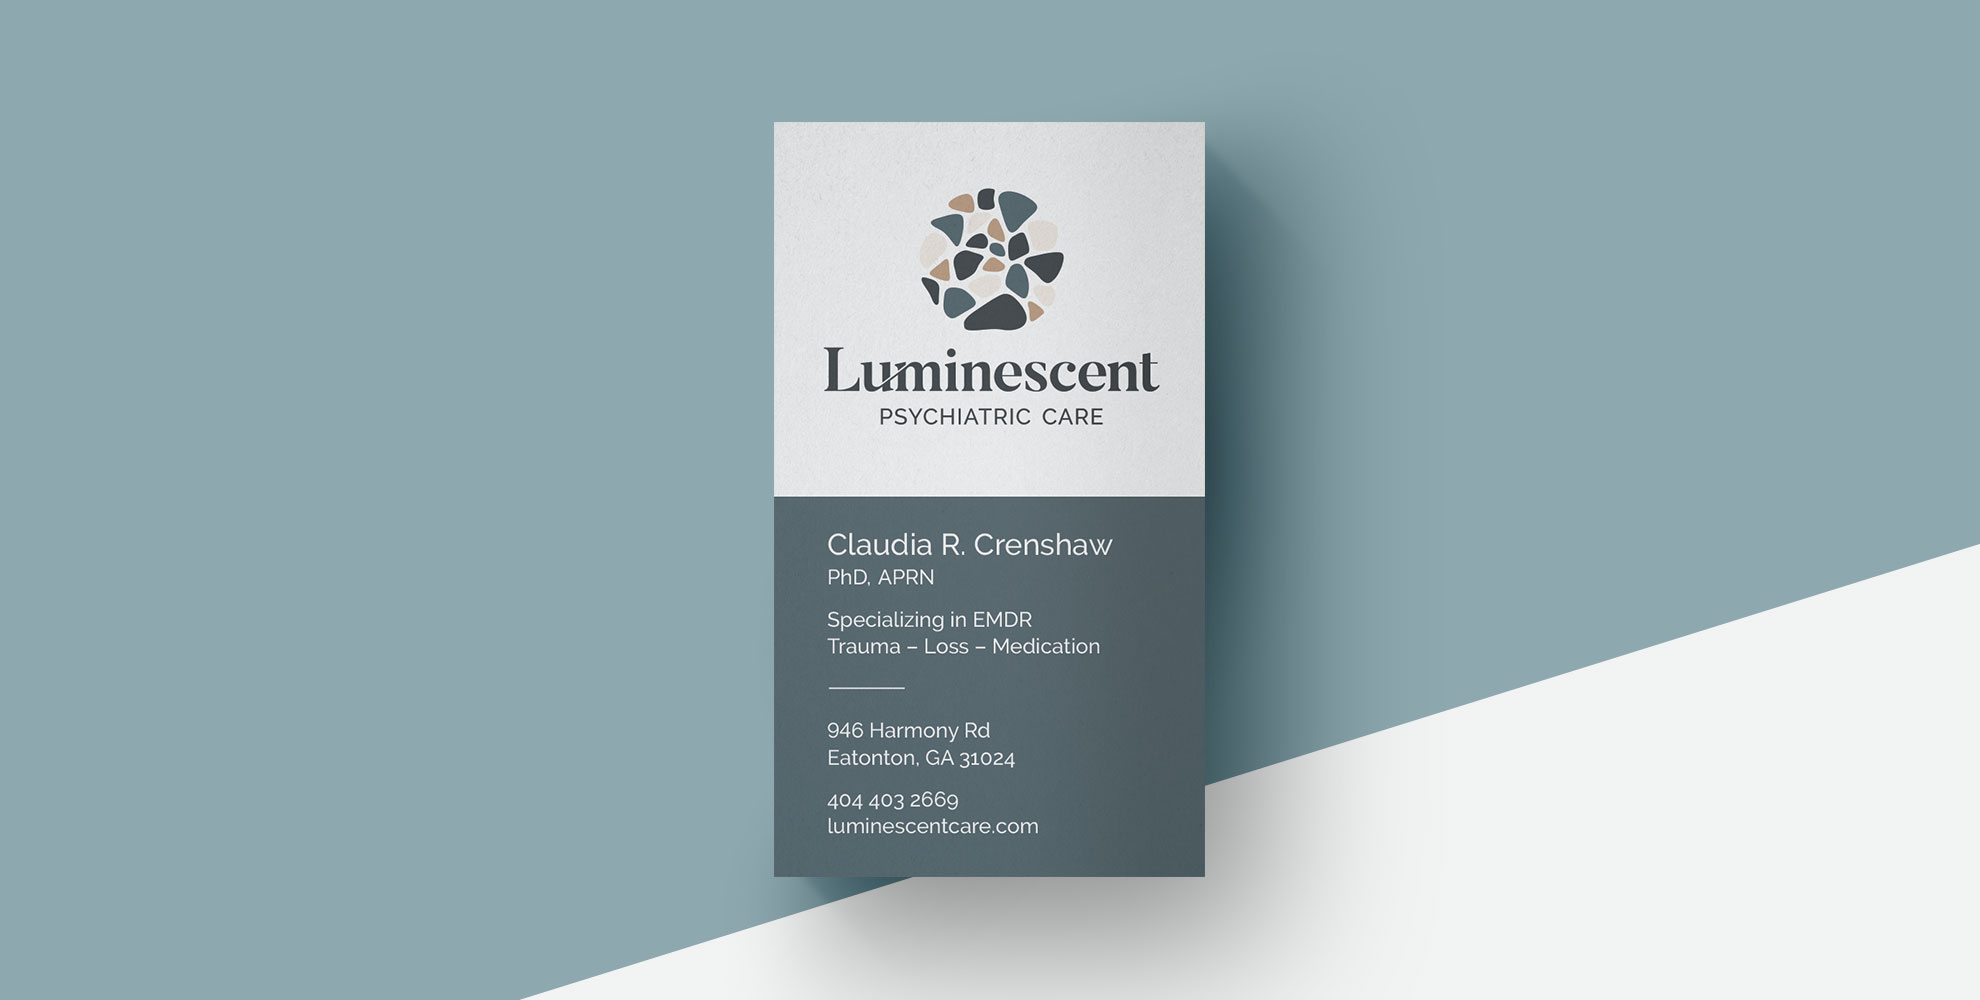 Luminescent
PSYCHIATRIC CARE
Claudia R. Crenshaw
PhD, APRN
Specializing in EMDR
Trauma – Loss – Medication
946 Harmony Rd
Eatonton, GA 31024
404 403 2669
luminescentcare.com